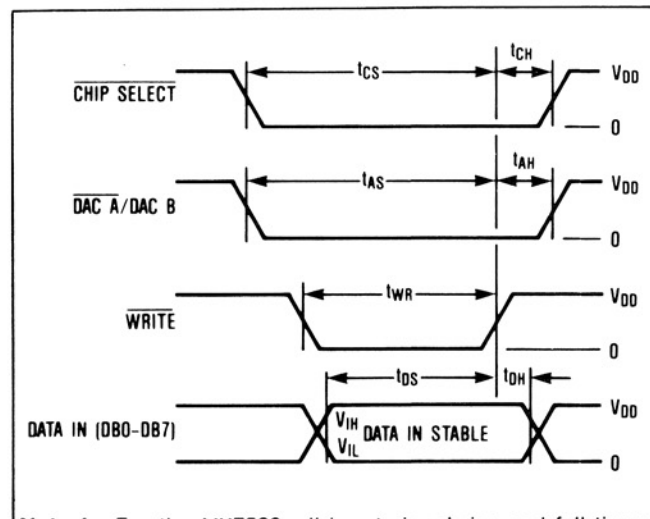 tCS
tCH
VDD
CHIP SELECT
0
tAS
tAH
VDD
DAC A/DAC B
0
tWR
VDD
WRITE
0
tDS
tDH
VDD
DATA IN (DB0-DB7)
VIH
DATA IN STABLE
VIL
0